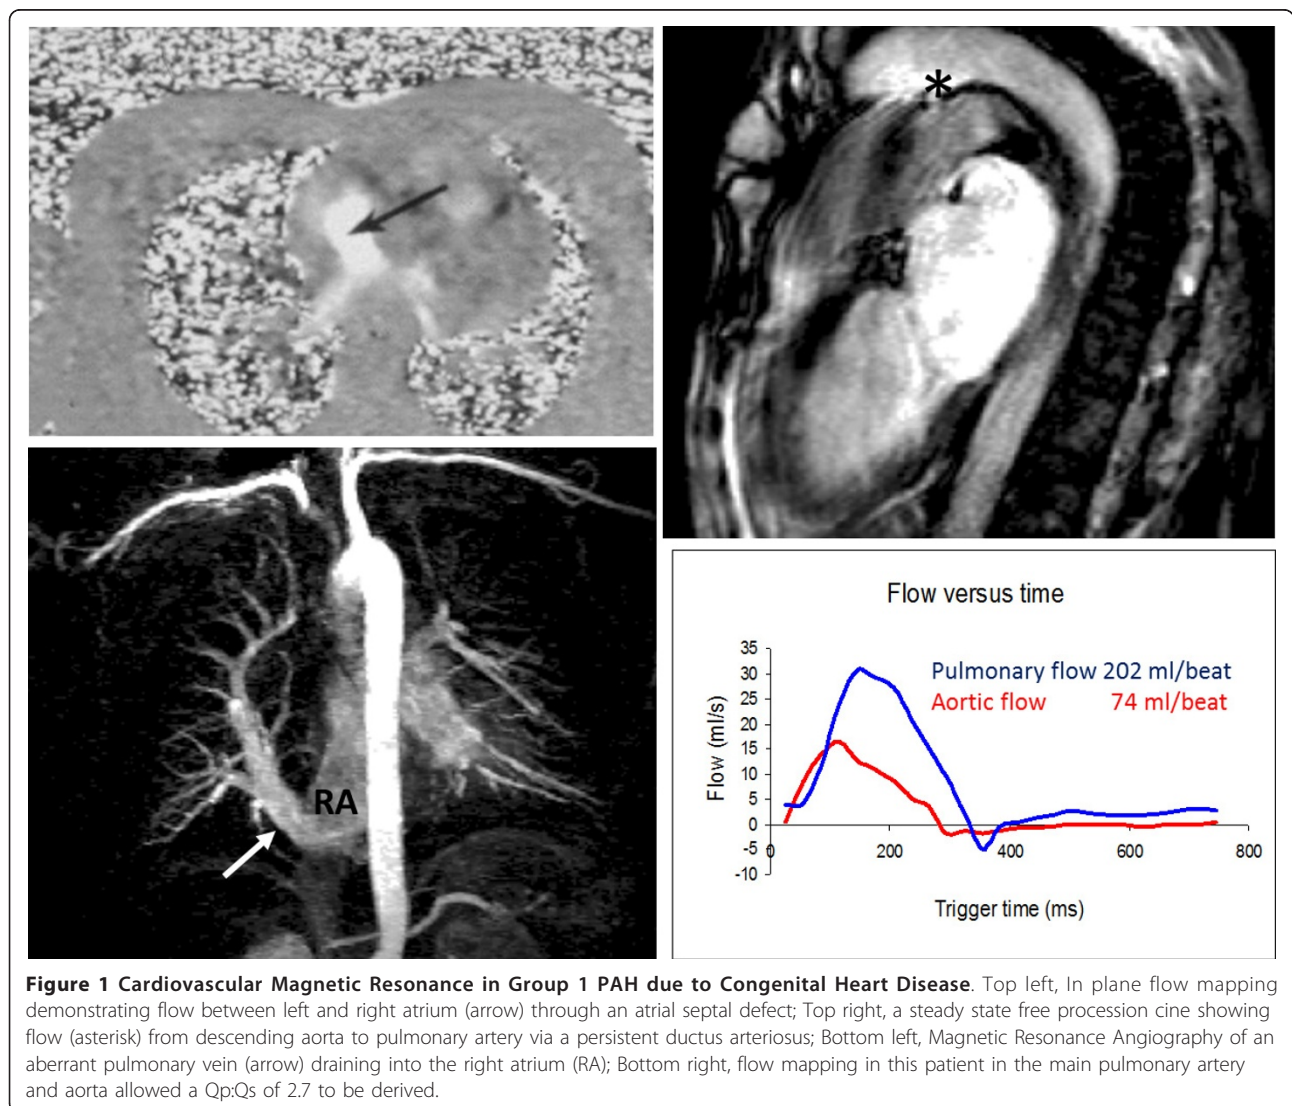 *
RA
Flow versus time
35
30
25
20
15
10
5
0
-5
-10
Flow (ml/s)
Pulmonary flow 202 ml/beat
Aortic flow 74 ml/beat
0 200 400 600 800
Trigger time (ms)
Figure 1 Cardiovascular Magnetic Resonance in Group 1 PAH due to Congenital Heart Disease. Top left, In plane flow mapping
demonstrating flow between left and right atrium (arrow) through an atrial septal defect; Top right, a steady state free procession cine showing
flow (asterisk) from descending aorta to pulmonary artery via a persistent ductus arteriosus; Bottom left, Magnetic Resonance Angiography of an
aberrant pulmonary vein (arrow) draining into the right atrium (RA); Bottom right, flow mapping in this patient in the main pulmonary artery
and aorta allowed a Qp:Qs of 2.7 to be derived.